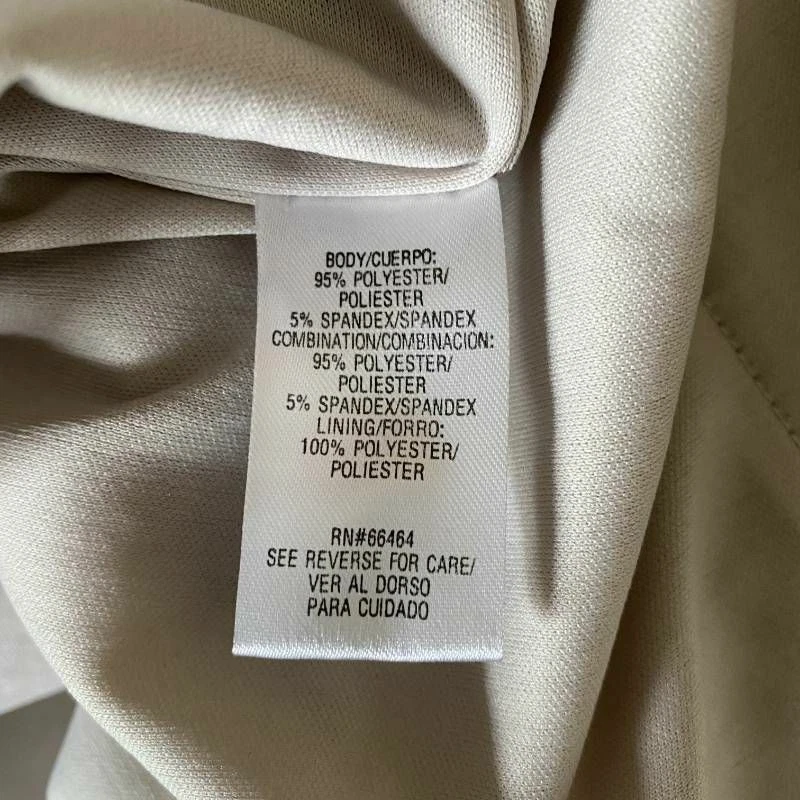 BODY/CUERPO:
95% POLYESTER/
POLIESTER
5% SPANDEX/SPANDEX
COMBINATION/COMBINACION:
95% POLYESTER/
POLIESTER
5% SPANDEX/SPANDEX
LINING/FORRO:
100% POLYESTER/
POLIESTER
RN#66464
SEE REVERSE FOR CARE/
VER AL DORSO
PARA CUIDADO